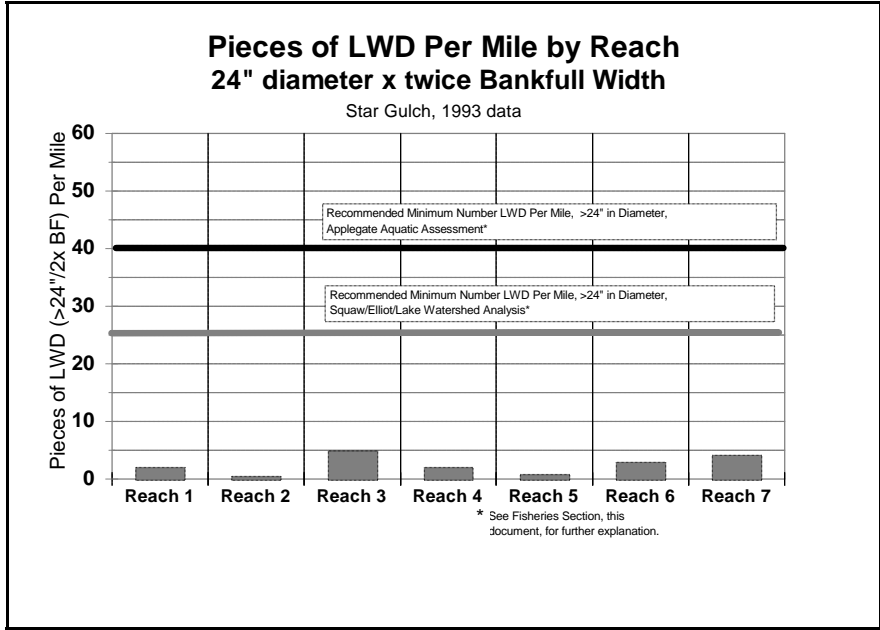 Pieces of LWD Per Mile by Reach
24" diameter x twice Bankfull Width
Star Gulch, 1993 data
Pieces of LWD (>24"/2x BF) Per Mile
60
50
40
30
20
10
0
Recommended Minimum Number LWD Per Mile, >24" in Diameter,
Applegate Aquatic Assessment*
Recommended Minimum Number LWD Per Mile, >24" in Diameter,
Squaw/Elliot/Lake Watershed Analysis*
Reach 1 Reach 2 Reach 3 Reach 4 Reach 5 Reach 6 Reach 7
* See Fisheries Section, this
document, for further explanation.